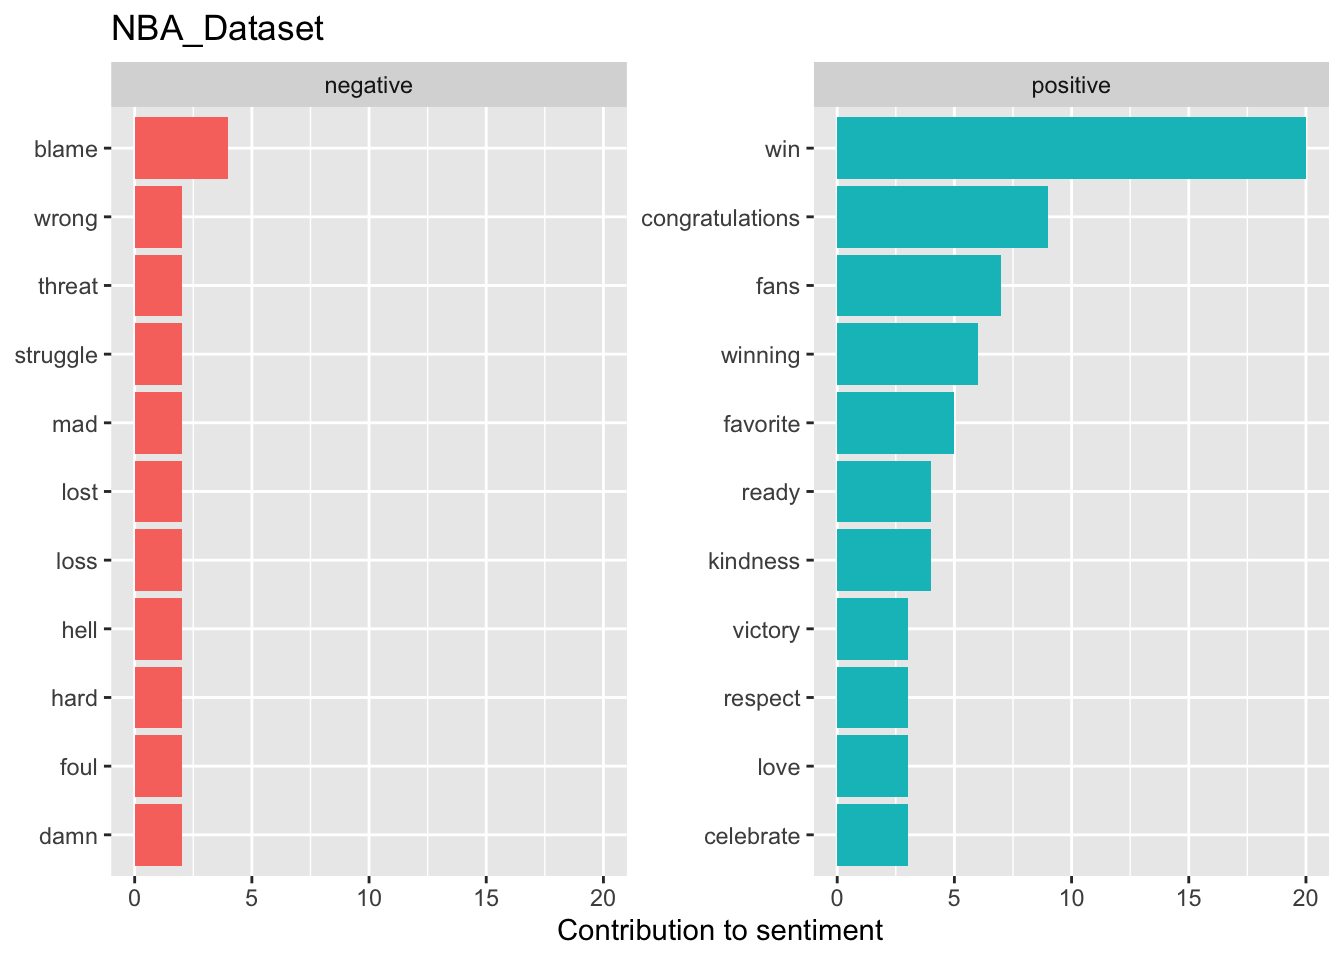 NBA_Dataset
negative
blame
wrong
threat
struggle
mad
lost
loss
hell
hard
foul
damn
0 5 10 15 20
positive
win
congratulations
fans
winning
favorite
ready
kindness
victory
respect
love
celebrate
0 5 10 15 20
Contribution to sentiment